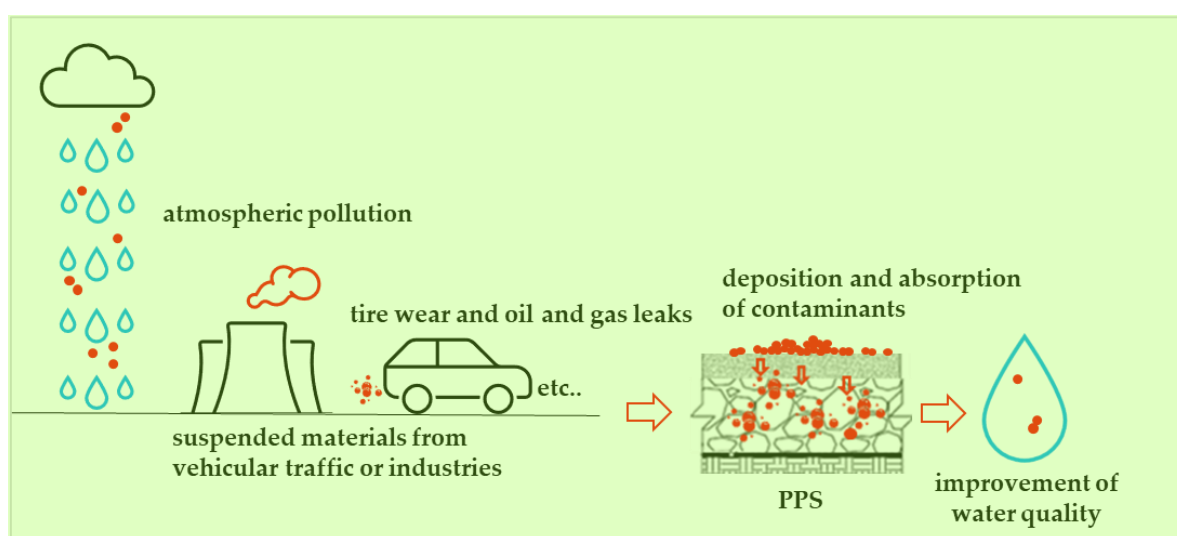 atmospheric pollution
tire wear and oil and gas leaks
etc..
suspended materials from
vehicular traffic or industries
deposition and absorption
of contaminants
PPS
improvement of
water quality